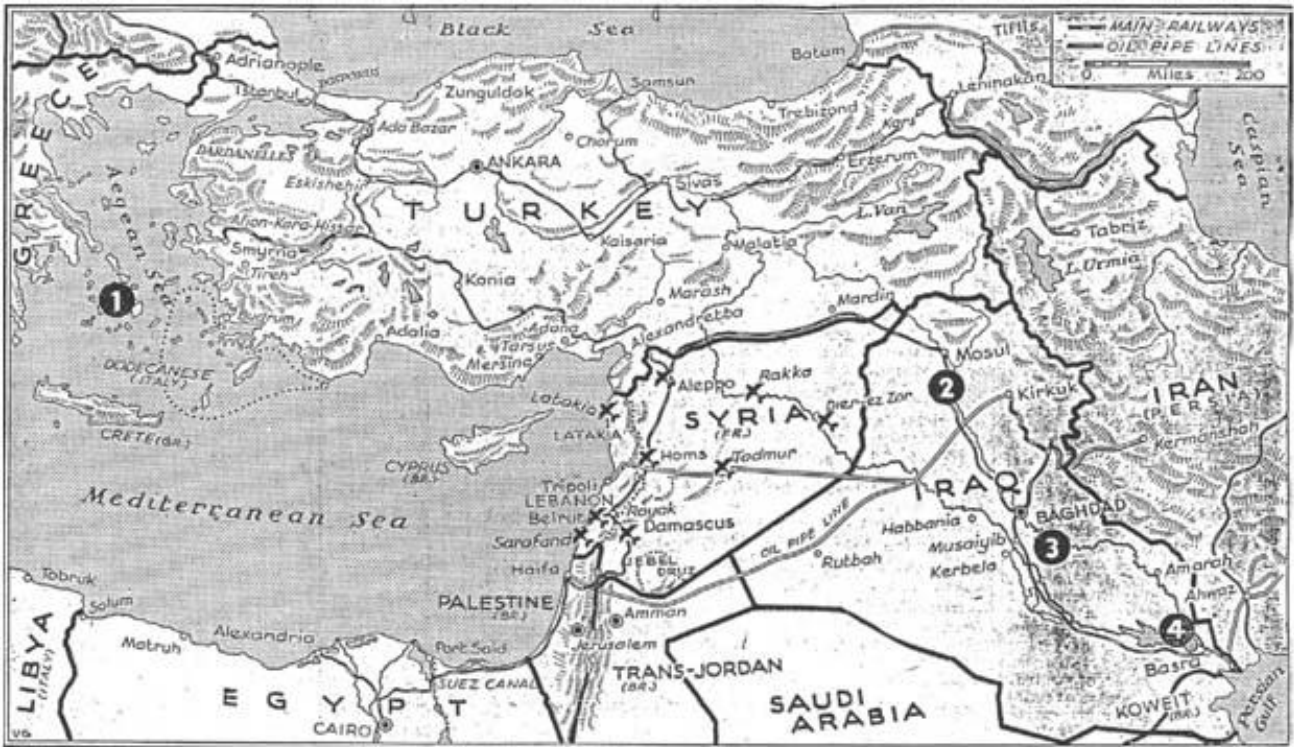 Black Sea
MAIN RAILWAYS
OIL PIPE LINES
0 Miles 200
Tiflis
Batum
Adrianople
Istanbul
Zunguldak
Samsun
Trebizond
Leninakan
Kars
Caspian Sea
GREECE
Ada Bazar
Chorum
DARDANELLES
ANKARA
Erzerum
Eskishehir
Sivas
Aegean Sea
TURKEY
L.Van
Afion-Kara-Hissar
Tabriz
Smyrna
Kaisaria
Malatia
L.Urmia
Tireh
Konia
1
Marash
Mardin
Adalia
Adana
Alexandretta
Tarsus
Mersina
Mosul
DODECANESE
(ITALY)
Aleppo
Rakka
2
Kirkuk
IRAN
(PERSIA)
Latakia
Dier-ez Zor
LATAKIA
SYRIA
(FR.)
CRETE (BR.)
Kermanshah
CYPRUS
(BR.)
Homs
Tadmur
Mediterranean Sea
Tripoli
LEBANON
IRAQ
Rayak
Beirut
BAGHDAD
Damascus
Habbania
Sarafand
OIL PIPE LINE
Musaiyib
3
JEBEL
DRUZ
Rutbah
Kerbela
Haifa
Amarah
Tobruk
Ahwaz
PALESTINE
(BR.)
Amman
Solum
4
Alexandria
Matruh
Port Said
Jerusalem
Basra
LIBYA
(ITALY)
SUEZ CANAL
TRANS-JORDAN
(BR.)
EGYPT
SAUDI
ARABIA
KOWEIT
(BR.)
Persian Gulf
CAIRO
VG